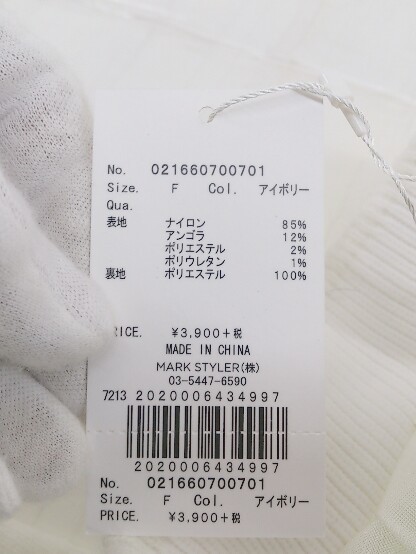 No. 021660700701
Size. F Col. アイボリー
Qua.
表地 ナイロン 85%
アンゴラ 12%
ポリエステル 2%
ポリウレタン 1%
裏地 ポリエステル 100%
RICE. ¥3,900+税
MADE IN CHINA
MARK STYLER(株)
03-5447-6590
7213 2020006434997
2020006434997
No. 021660700701
Size. F Col. アイボリー
PRICE. ¥3,900+税